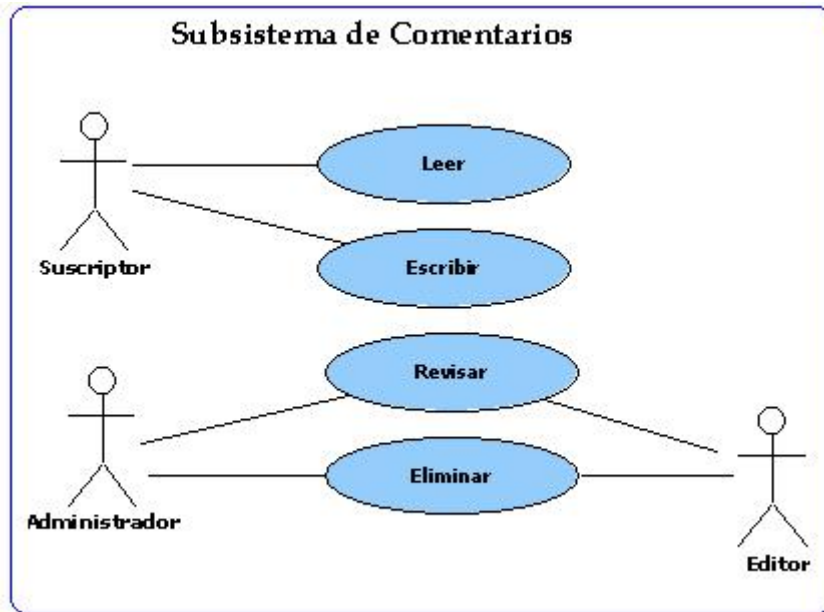 Subsistema de Comentarios
Leer
Suscriptor
Escribir
Revisar
Administrador
Eliminar
Editor